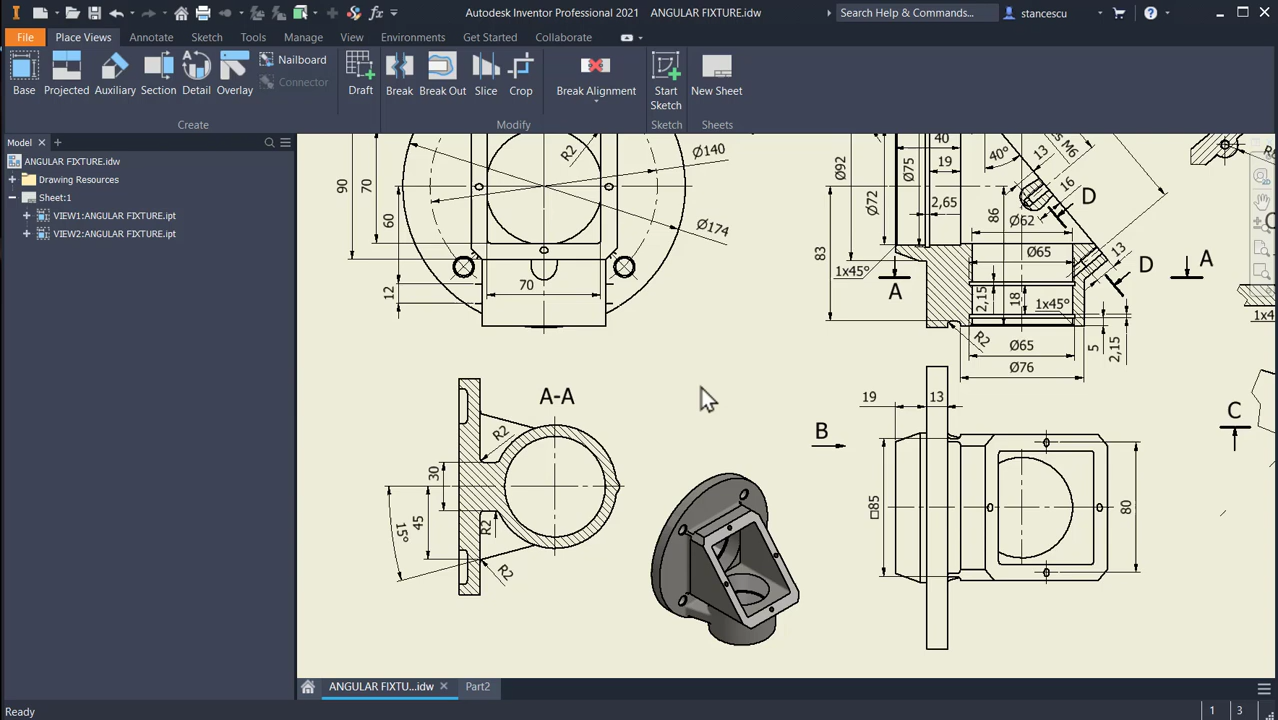 Autodesk Inventor Professional 2021 ANGULAR FIXTURE.idw
Search Help & Commands...
stancescu
File
Place Views
Annotate
Sketch
Tools
Manage
View
Environments
Get Started
Collaborate
Base
Projected
Auxiliary
Section
Detail
Overlay
Nailboard
Connector
Draft
Break
Break Out
Slice
Crop
Break Alignment
Start
Sketch
New Sheet
Create
Modify
Sketch
Sheets
Model
ANGULAR FIXTURE.idw
Drawing Resources
Sheet:1
VIEW1:ANGULAR FIXTURE.ipt
VIEW2:ANGULAR FIXTURE.ipt
R2
Ø140
90
70
60
Ø174
12
70
40
19
Ø92
Ø75
Ø72
2,65
86
40°
13
M6
16
D
Ø62
83
Ø65
13
D
A
1x45°
A
2,15
18
1x45°
R2
Ø65
5
2,15
Ø76
A-A
R2
30
45
15°
R2
R2
B
19
13
□85
80
C
1x4
ANGULAR FIXTU...idw
Part2
Ready
1
3